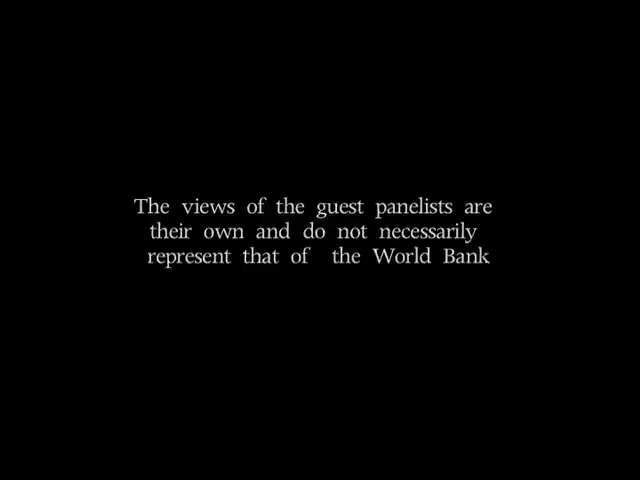 The views of the guest panelists are
their own and do not necessarily
represent that of the World Bank